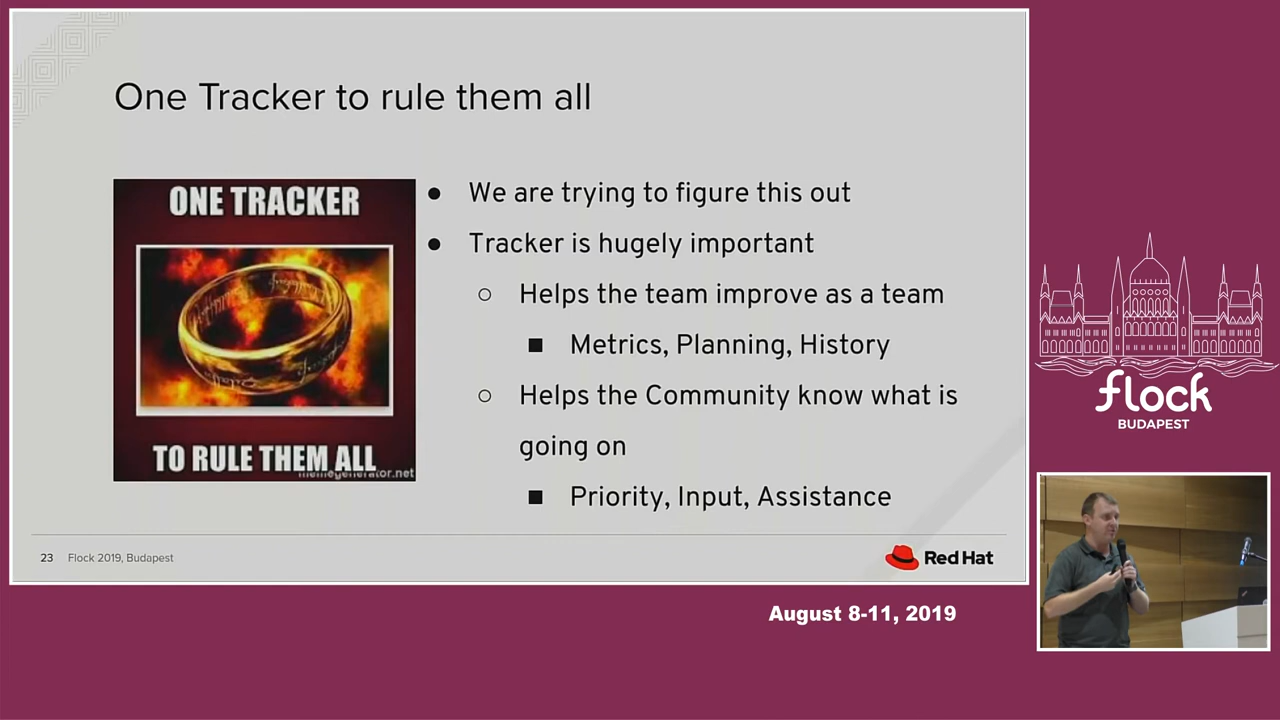 One Tracker to rule them all
ONE TRACKER
TO RULE THEM ALL
memegenerator.net
● We are trying to figure this out
● Tracker is hugely important
○ Helps the team improve as a team
■ Metrics, Planning, History
○ Helps the Community know what is
going on
■ Priority, Input, Assistance
23 Flock 2019, Budapest
Red Hat
flock
BUDAPEST
August 8-11, 2019